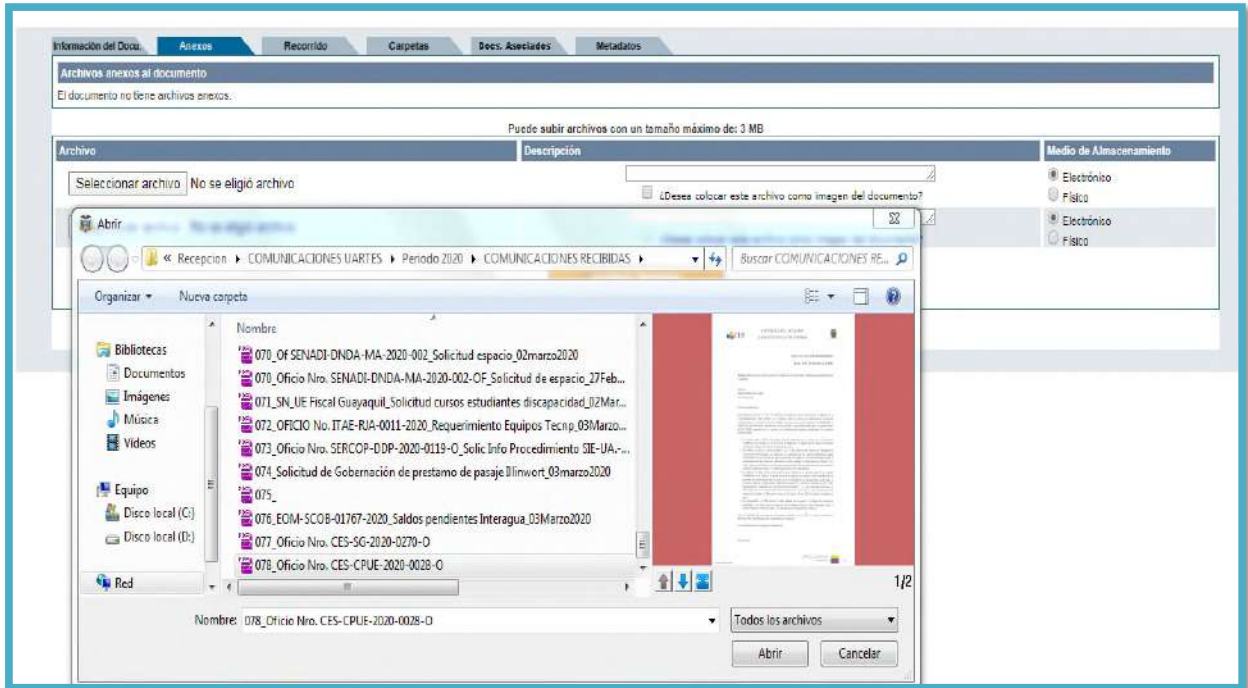 Información del Docu. Anexos Recorrido Carpetas Docs. Asociados Metadatos
Archivos anexos al documento
El documento no tiene archivos anexos.
Puede subir archivos con un tamaño máximo de: 3 MB
Archivo Descripción Medio de Almacenamiento
Seleccionar archivo No se eligió archivo
¿Desea colocar este archivo como imagen del documento?
Electrónico
Físico
Electrónico
Físico
Abrir
« Recepcion COMUNICACIONES UARTES Periodo 2020 COMUNICACIONES RECIBIDAS
Buscar COMUNICACIONES RE...
Organizar Nueva carpeta
Bibliotecas
Documentos
Imágenes
Música
Vídeos
Equipo
Disco local (C:)
Disco local (D:)
Red
Nombre
070_Of SENADI-DNDA-MA-2020-002_Solicitud espacio_02marzo2020
070_Oficio Nro. SENADI-DNDA-MA-2020-002-OF_Solicitud de espacio_27Feb...
071_SN_UE Fiscal Guayaquil_Solicitud cursos estudiantes discapacidad_02Mar...
072_OFICIO No. ITAE-RJA-0011-2020_Requerimiento Equipos Tecnp_03Marzo...
073_Oficio Nro. SERCOP-DDP-2020-0119-O_Solic Info Procedimiento SIE-UA.-...
074_Solicitud de Gobernación de prestamo de pasaje Illinwort_03marzo2020
075_
076_EOM-SCOB-01767-2020_Saldos pendientes Interagua_03Marzo2020
077_Oficio Nro. CES-SG-2020-0270-O
078_Oficio Nro. CES-CPUE-2020-0028-O
1/2
Nombre: 078_Oficio Nro. CES-CPUE-2020-0028-O
Todos los archivos
Abrir Cancelar